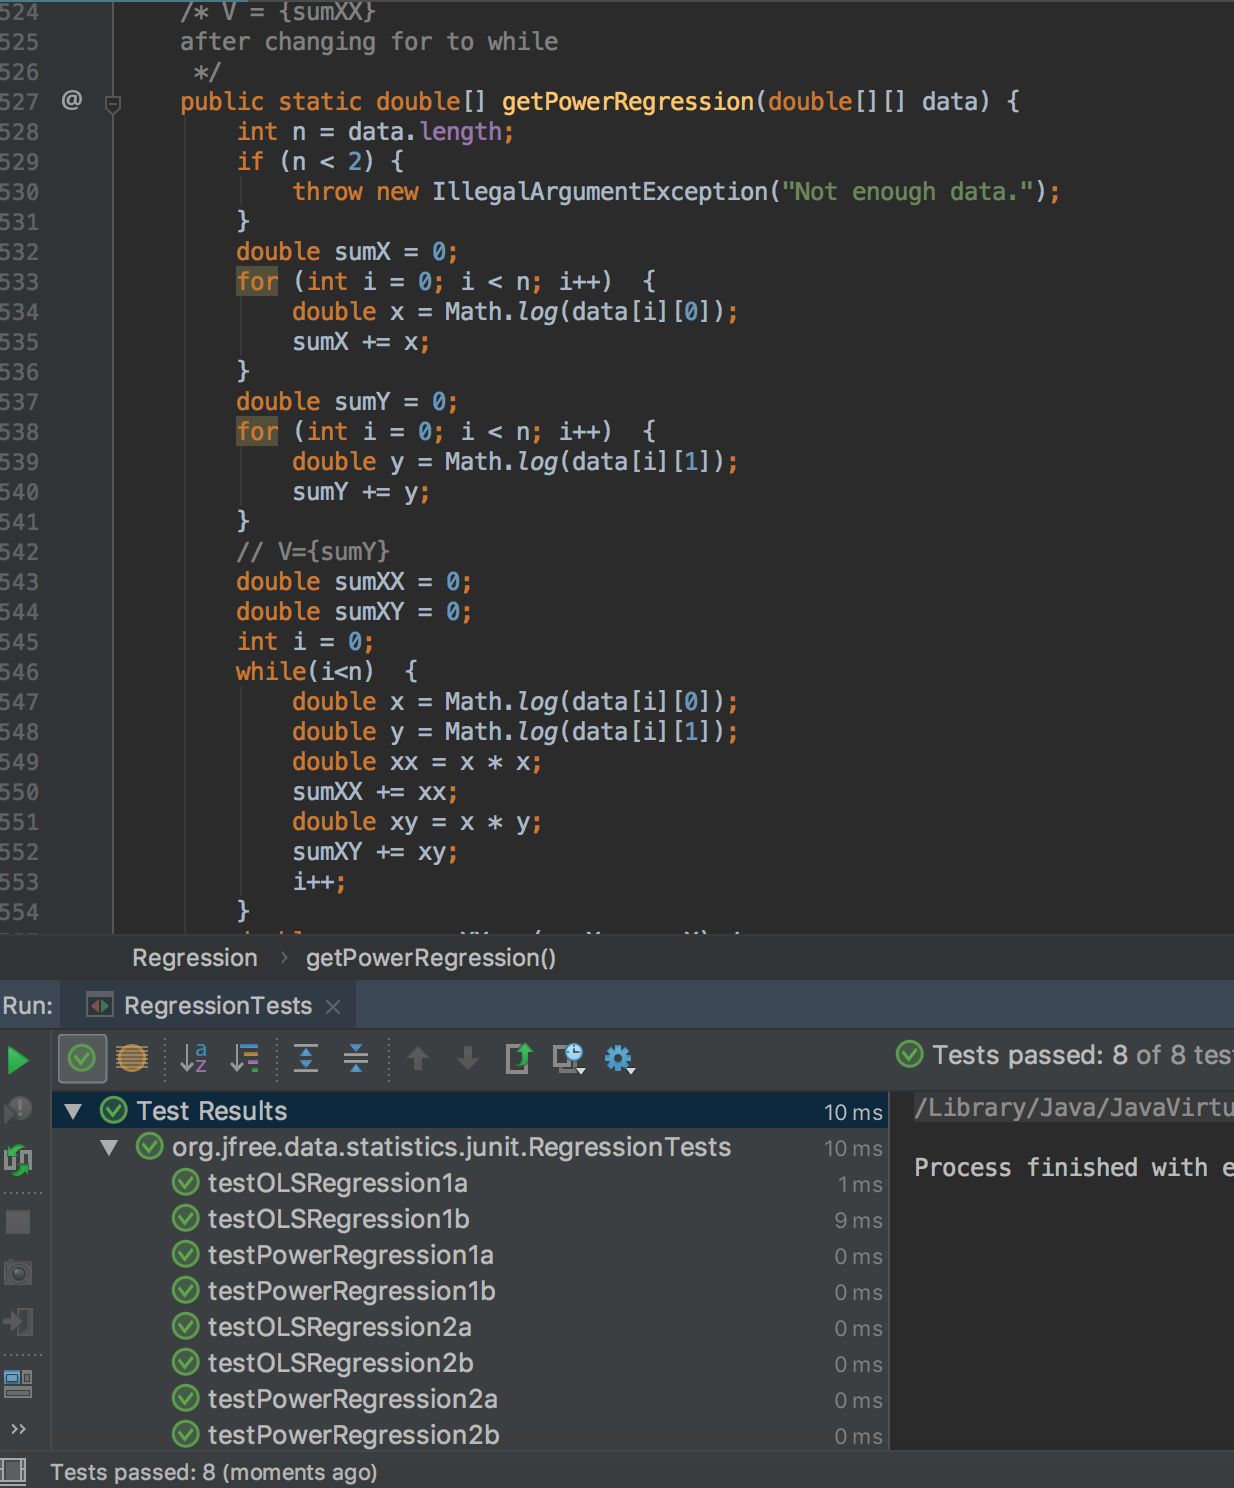 524 /* V = {sumXX}
525 after changing for to while
526 */
527 @ public static double[] getPowerRegression(double[][] data) {
528 int n = data.length;
529 if (n < 2) {
530 throw new IllegalArgumentException("Not enough data.");
531 }
532 double sumX = 0;
533 for (int i = 0; i < n; i++)  {
534 double x = Math.log(data[i][0]);
535 sumX += x;
536 }
537 double sumY = 0;
538 for (int i = 0; i < n; i++)  {
539 double y = Math.log(data[i][1]);
540 sumY += y;
541 }
542 // V={sumY}
543 double sumXX = 0;
544 double sumXY = 0;
545 int i = 0;
546 while(i<n)  {
547 double x = Math.log(data[i][0]);
548 double y = Math.log(data[i][1]);
549 double xx = x * x;
550 sumXX += xx;
551 double xy = x * y;
552 sumXY += xy;
553 i++;
554 }
Regression › getPowerRegression()
Run: RegressionTests ×
Tests passed: 8 of 8 test
Test Results 10 ms
/Library/Java/JavaVirtu
org.jfree.data.statistics.junit.RegressionTests 10 ms
Process finished with e
testOLSRegression1a 1 ms
testOLSRegression1b 9 ms
testPowerRegression1a 0 ms
testPowerRegression1b 0 ms
testOLSRegression2a 0 ms
testOLSRegression2b 0 ms
testPowerRegression2a 0 ms
testPowerRegression2b 0 ms
Tests passed: 8 (moments ago)